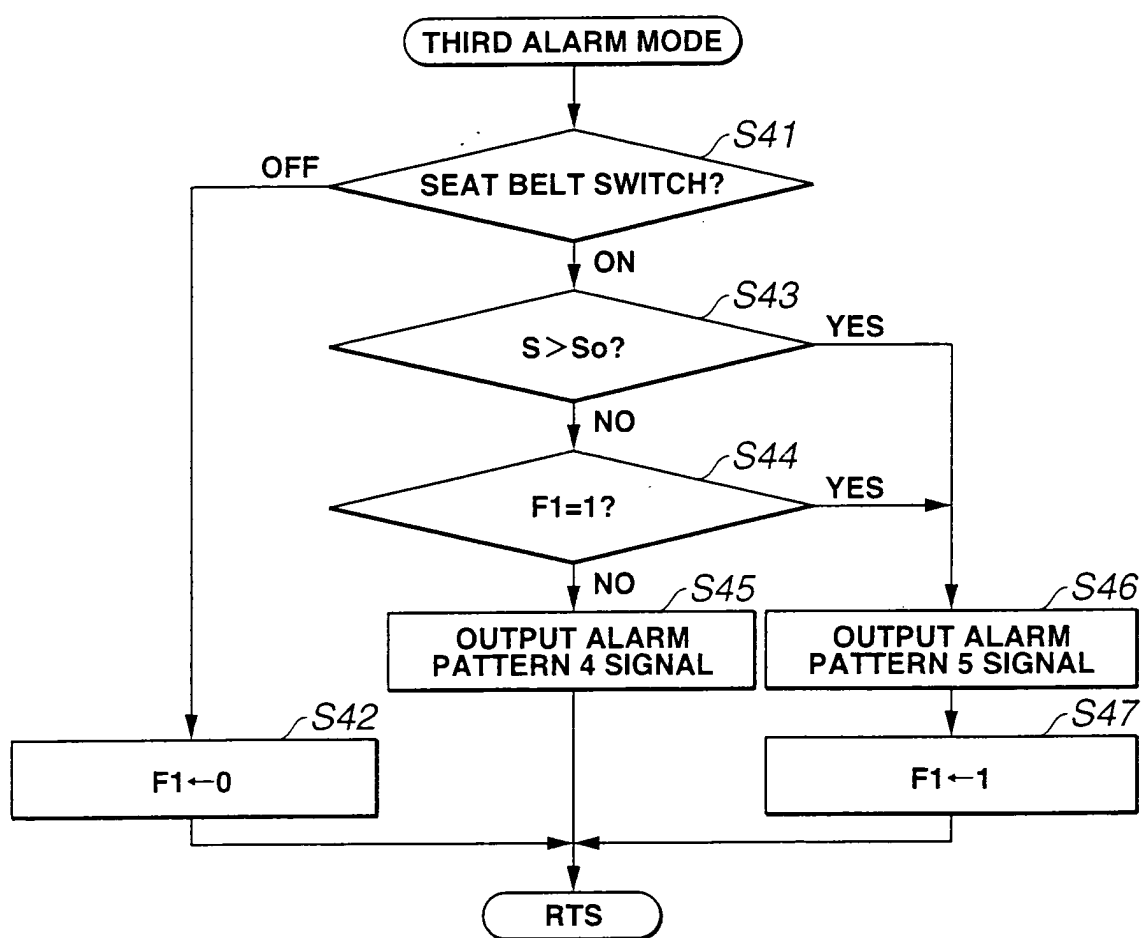 THIRD ALARM MODE
S41
OFF
SEAT BELT SWITCH?
ON
S43
YES
S>So?
NO
S44
YES
F1=1?
NO
S45
OUTPUT ALARM
PATTERN 4 SIGNAL
S46
OUTPUT ALARM
PATTERN 5 SIGNAL
S42
F1←0
S47
F1←1
RTS